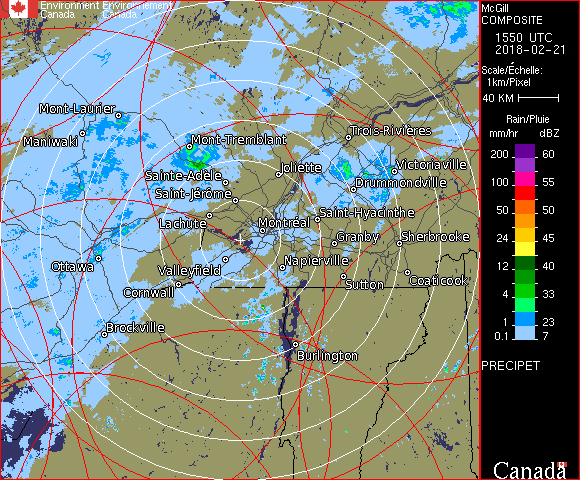 Environment Environnement
Canada Canada
McGill
COMPOSITE
1550 UTC
2018-02-21
Scale/Échelle:
1km/Pixel
40 KM
Rain/Pluie
mm/hr dBZ
200 60
100 55
50 50
24 45
12 40
4 33
1 23
0.1 7
PRECIPET
Canada
Mont-Laurier
Maniwaki
Mont-Tremblant
Trois-Rivières
Sainte-Adèle
Joliette
Victoriaville
Drummondville
Saint-Jérôme
Lachute
Montréal
Saint-Hyacinthe
Granby
Sherbrooke
Ottawa
Valleyfield
Napierville
Cornwall
Sutton
Coaticook
Brockville
Burlington